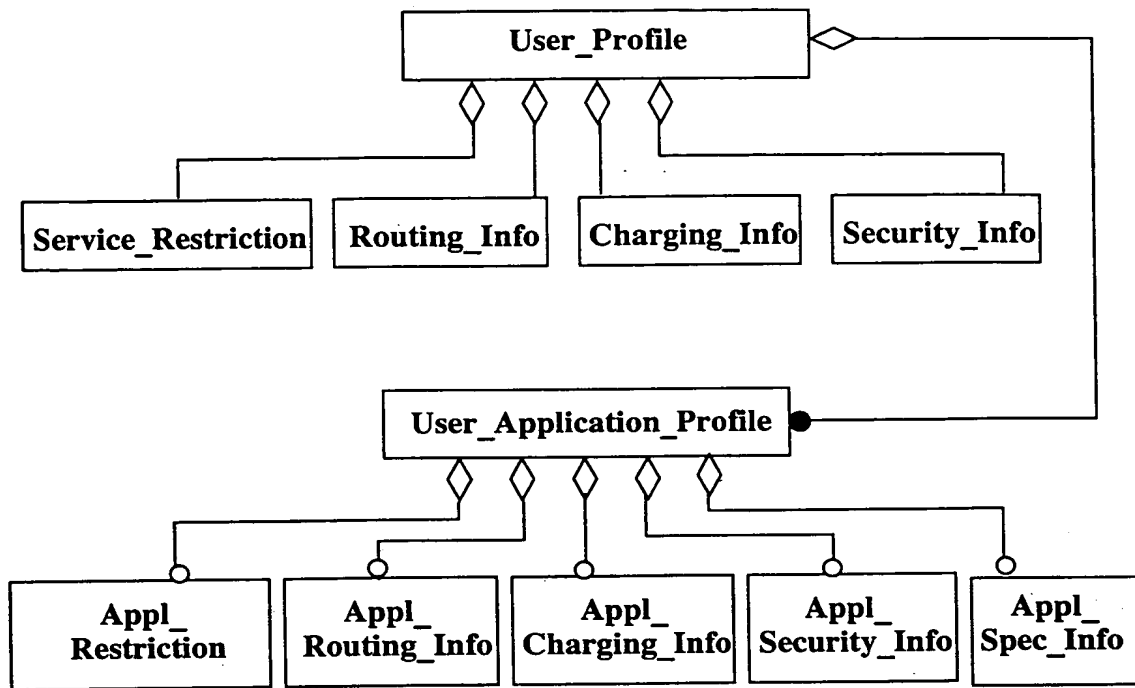 User_Profile
Service_Restriction
Routing_Info
Charging_Info
Security_Info
User_Application_Profile
Appl_
Restriction
Appl_
Routing_Info
Appl_
Charging_Info
Appl_
Security_Info
Appl_
Spec_Info